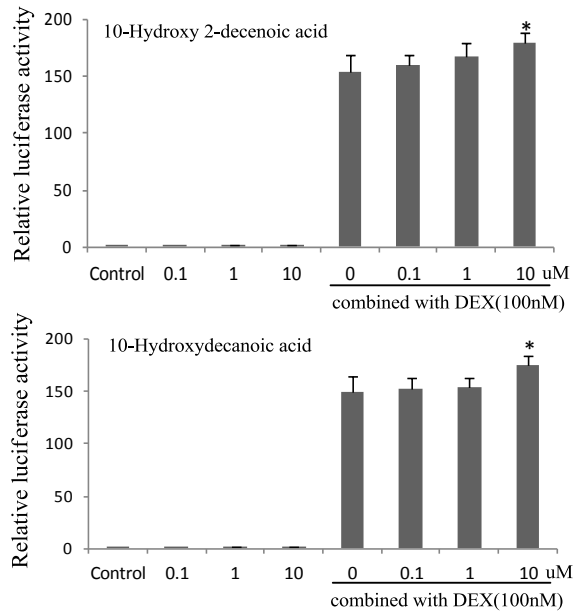 10-Hydroxy 2-decenoic acid
*
Relative luciferase activity
200
150
100
50
0
Control 0.1 1 10 0 0.1 1 10 uM
combined with DEX(100nM)
10-Hydroxydecanoic acid
*
Relative luciferase activity
200
150
100
50
0
Control 0.1 1 10 0 0.1 1 10 uM
combined with DEX(100nM)